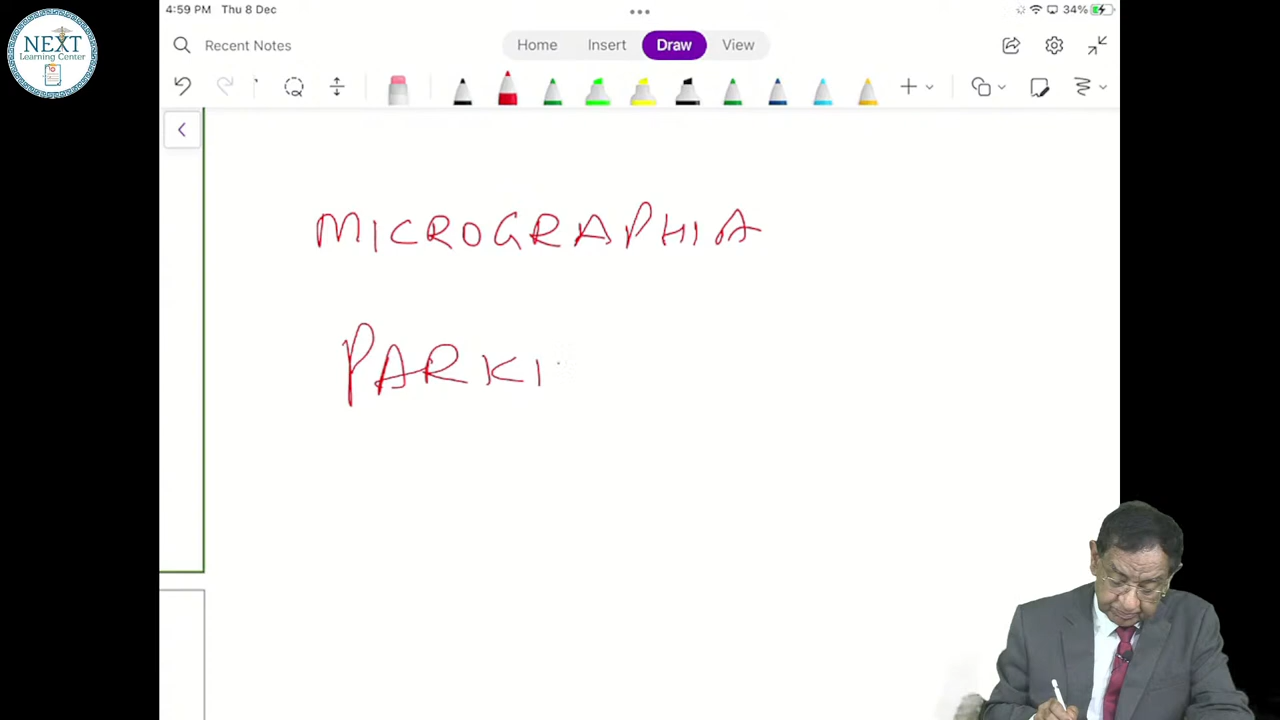 4:59 PM Thu 8 Dec
34%
NEXT
Learning Center
Recent Notes
Home Insert Draw View
MICROGRAPHIA
PARKI